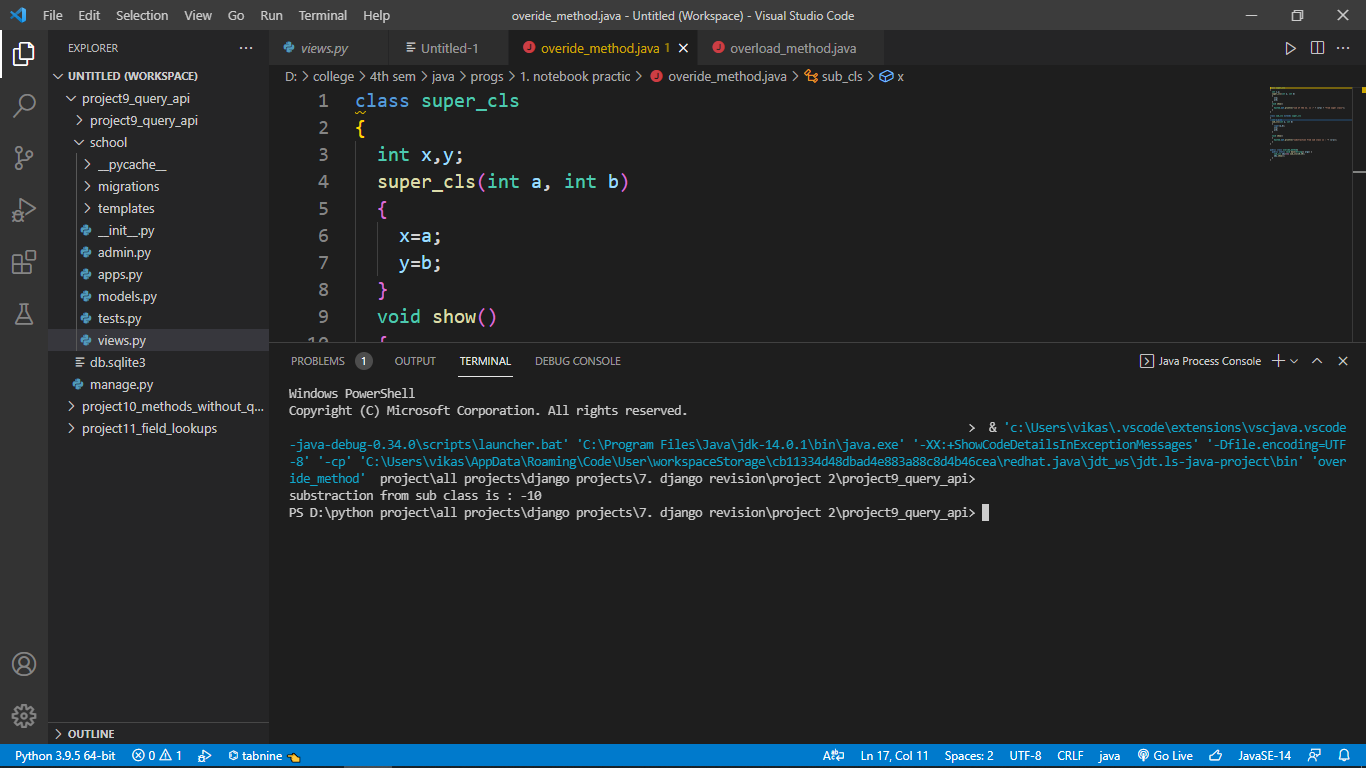 File Edit Selection View Go Run Terminal Help overide_method.java - Untitled (Workspace) - Visual Studio Code
EXPLORER
views.py Untitled-1 overide_method.java 1 overload_method.java
UNTITLED (WORKSPACE)
project9_query_api
project9_query_api
school
__pycache__
migrations
templates
__init__.py
admin.py
apps.py
models.py
tests.py
views.py
db.sqlite3
manage.py
project10_methods_without_q...
project11_field_lookups
OUTLINE
D: > college > 4th sem > java > progs > 1. notebook practic > overide_method.java > sub_cls > x
1 class super_cls
2 {
3 int x,y;
4 super_cls(int a, int b)
5 {
6 x=a;
7 y=b;
8 }
9 void show()
10 {
PROBLEMS 1 OUTPUT TERMINAL DEBUG CONSOLE Java Process Console
Windows PowerShell
Copyright (C) Microsoft Corporation. All rights reserved.
> & 'c:\Users\vikas\.vscode\extensions\vscjava.vscode
-java-debug-0.34.0\scripts\launcher.bat' 'C:\Program Files\Java\jdk-14.0.1\bin\java.exe' '-XX:+ShowCodeDetailsInExceptionMessages' '-Dfile.encoding=UTF
-8' '-cp' 'C:\Users\vikas\AppData\Roaming\Code\User\workspaceStorage\cb11334d48dbad4e883a88c8d4b46cea\redhat.java\jdt_ws\jdt.ls-java-project\bin' 'over
ride_method' project\all projects\django projects\7. django revision\project 2\project9_query_api>
substraction from sub class is : -10
PS D:\python project\all projects\django projects\7. django revision\project 2\project9_query_api>
Python 3.9.5 64-bit 0 1 tabnine Ln 17, Col 11 Spaces: 2 UTF-8 CRLF java Go Live JavaSE-14